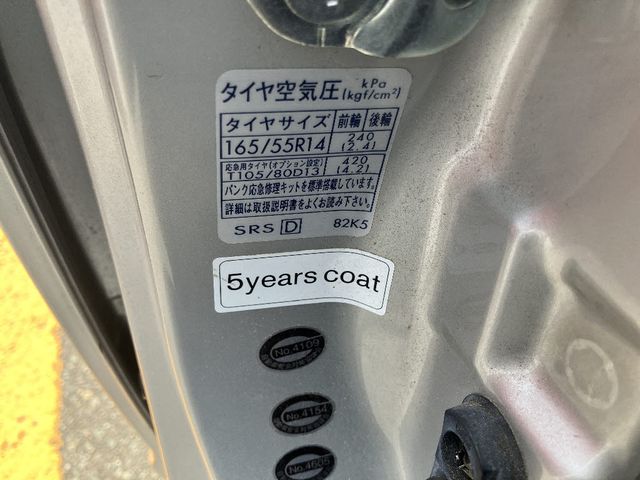 タイヤ空気圧 kPa (kgf/cm²)
タイヤサイズ 前輪 後輪
165/55R14 240 (2.4)
応急用タイヤ(オプション設定) T105/80D13 420 (4.2)
パンク応急修理キットを標準搭載しています。
詳細は取扱説明書をよくお読み下さい。
SRS D 82K5
5years coat
No.4109
No.4154
No.4605